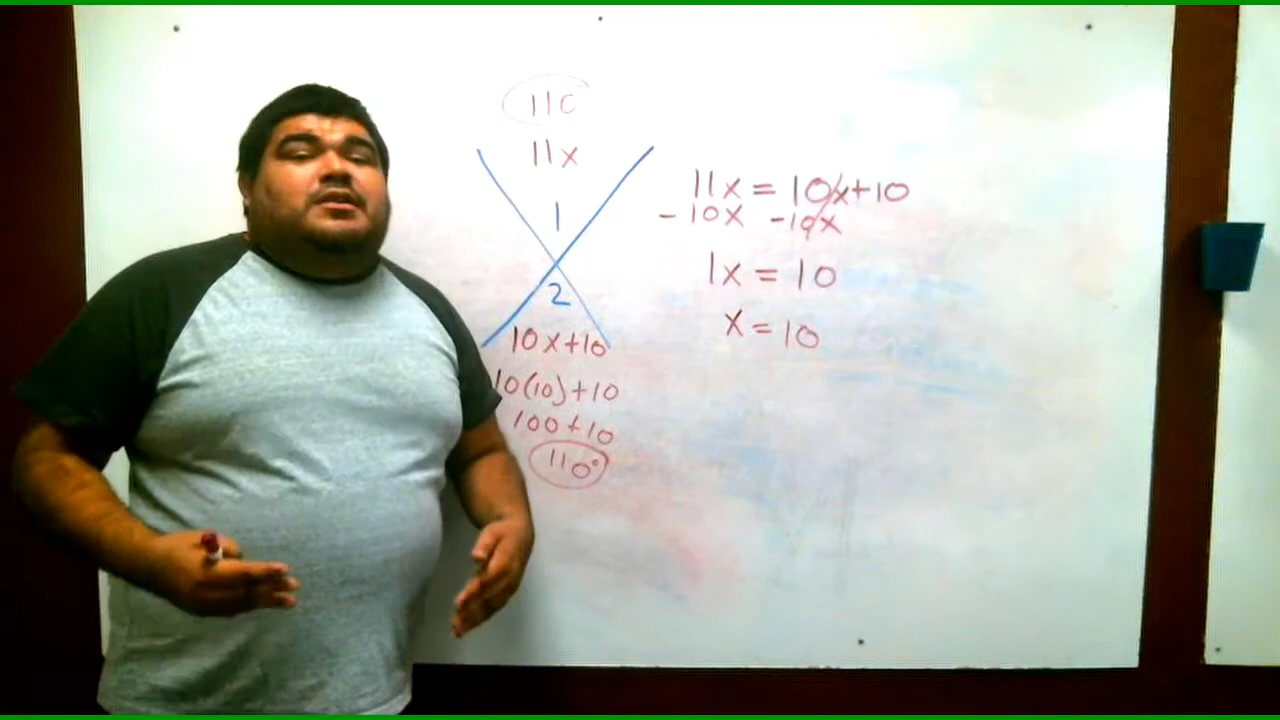 110
11x
1
2
10x+10
10(10)+10
100+10
110°
11x = 10x+10
-10x -10x
1x = 10
x = 10